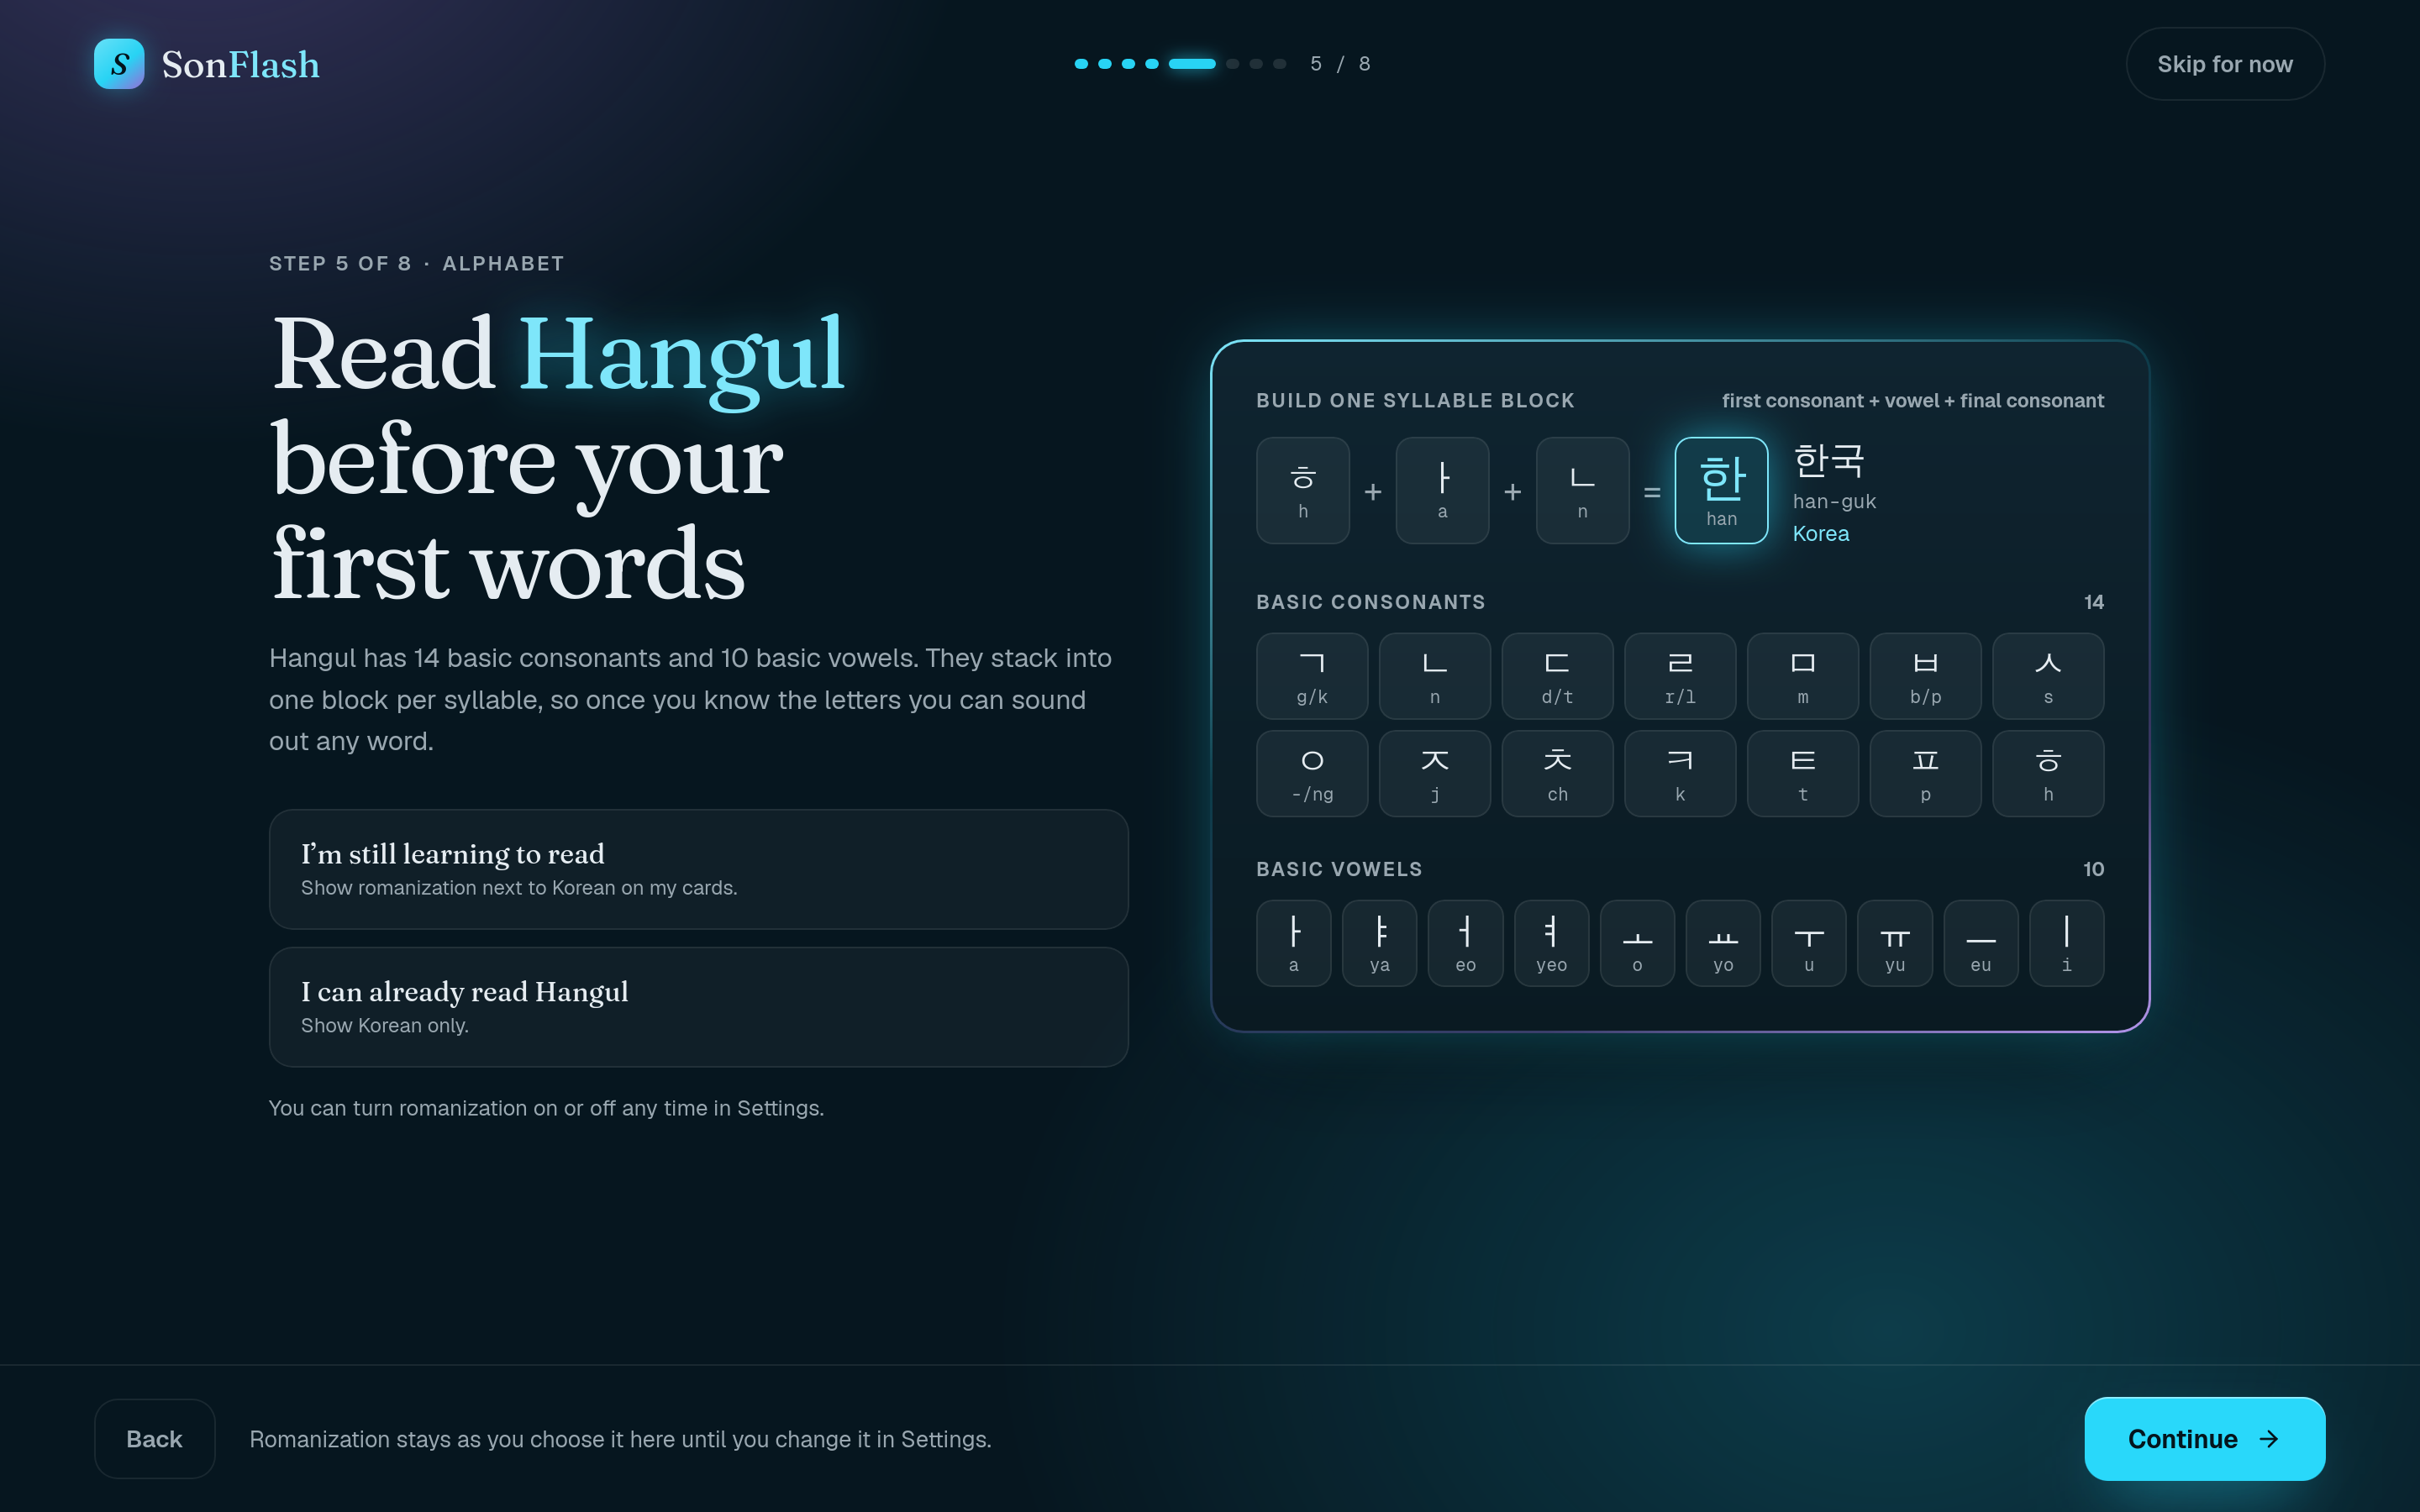 S SonFlash
5 / 8
Skip for now
STEP 5 OF 8 · ALPHABET
Read Hangul
before your
first words
Hangul has 14 basic consonants and 10 basic vowels. They stack into
one block per syllable, so once you know the letters you can sound
out any word.
I’m still learning to read
Show romanization next to Korean on my cards.
I can already read Hangul
Show Korean only.
You can turn romanization on or off any time in Settings.
BUILD ONE SYLLABLE BLOCK first consonant + vowel + final consonant
ㅎ + ㅏ + ㄴ = 한
h a n han
한국
han-guk
Korea
BASIC CONSONANTS 14
ㄱ ㄴ ㄷ ㄹ ㅁ ㅂ ㅅ
g/k n d/t r/l m b/p s
ㅇ ㅈ ㅊ ㅋ ㅌ ㅍ ㅎ
-/ng j ch k t p h
BASIC VOWELS 10
ㅏ ㅑ ㅓ ㅕ ㅗ ㅛ ㅜ ㅠ ㅡ ㅣ
a ya eo yeo o yo u yu eu i
Back
Romanization stays as you choose it here until you change it in Settings.
Continue →